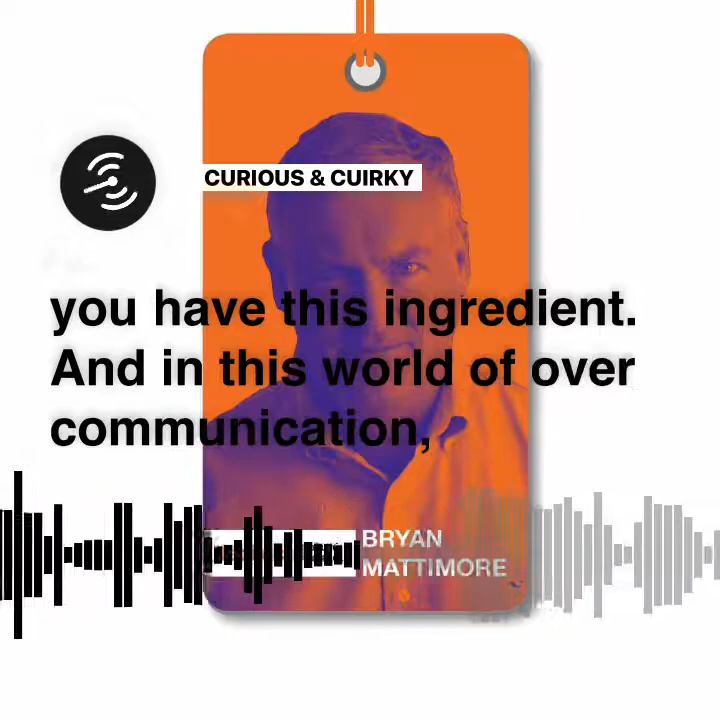 CURIOUS & CUIRKY
you have this ingredient.
And in this world of over
communication,
BRYAN
MATTIMORE